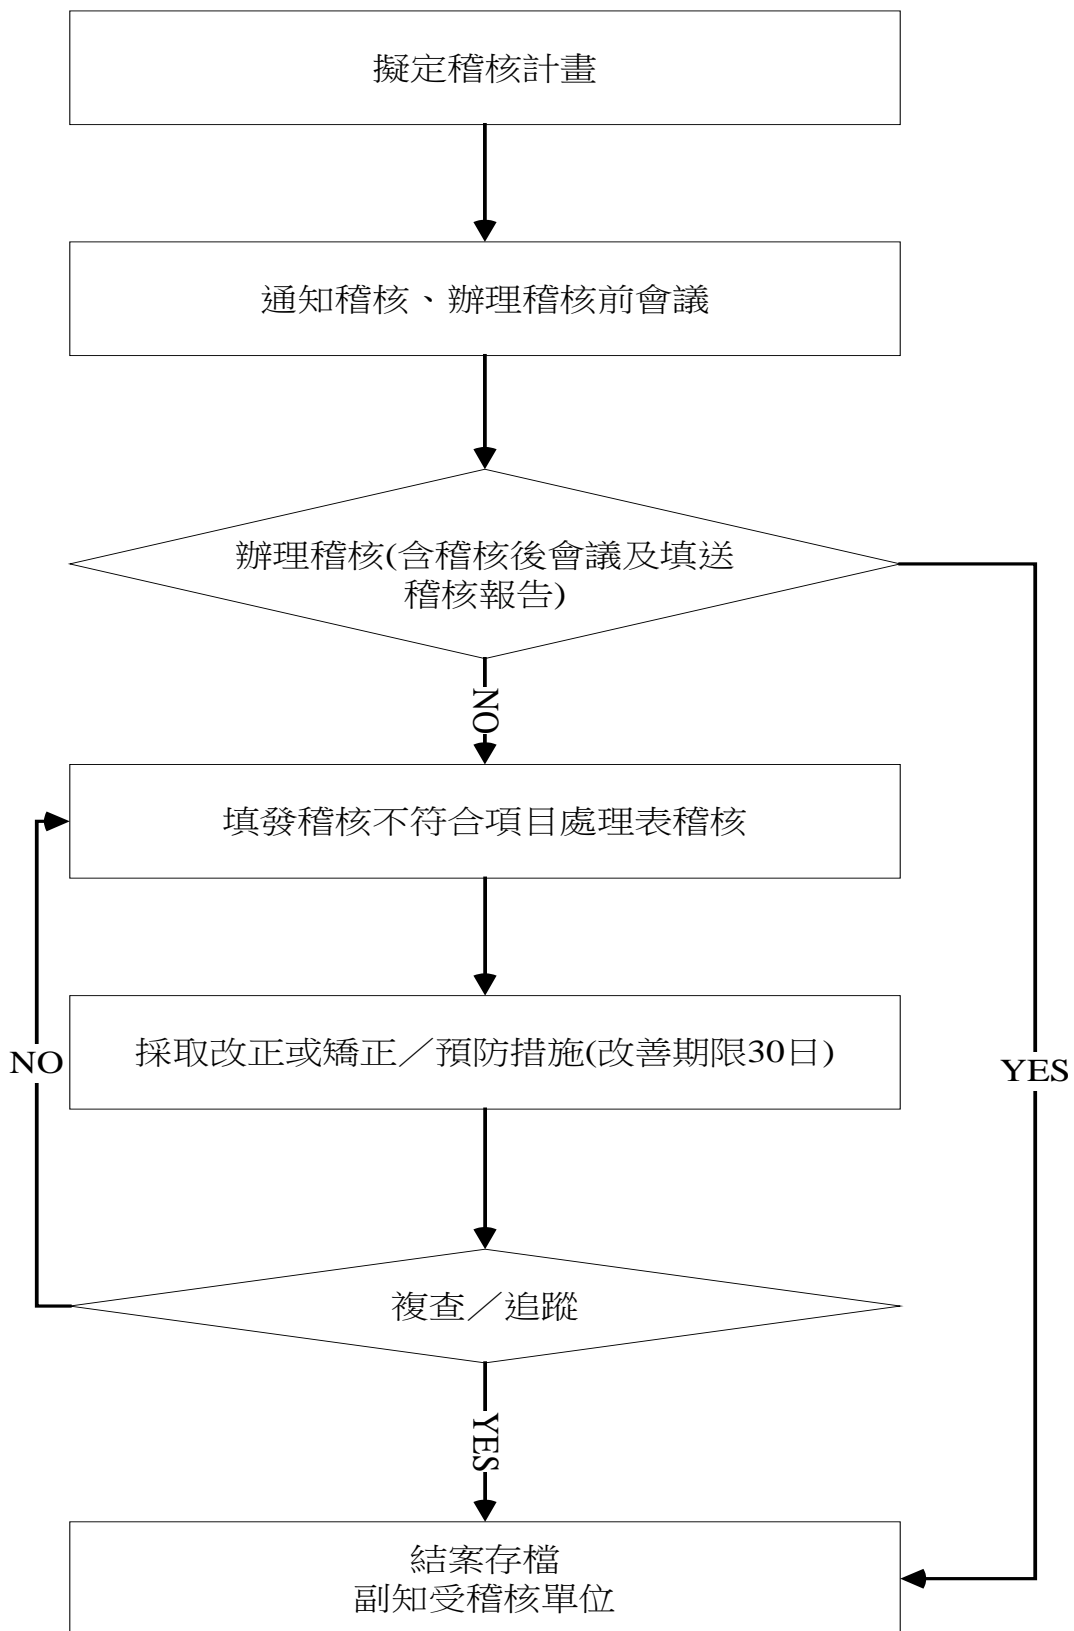 擬定稽核計畫
通知稽核、辦理稽核前會議
辦理稽核(含稽核後會議及填送
稽核報告)
NO
填發稽核不符合項目處理表稽核
採取改正或矯正／預防措施(改善期限30日)
NO
YES
複查／追蹤
YES
結案存檔
副知受稽核單位